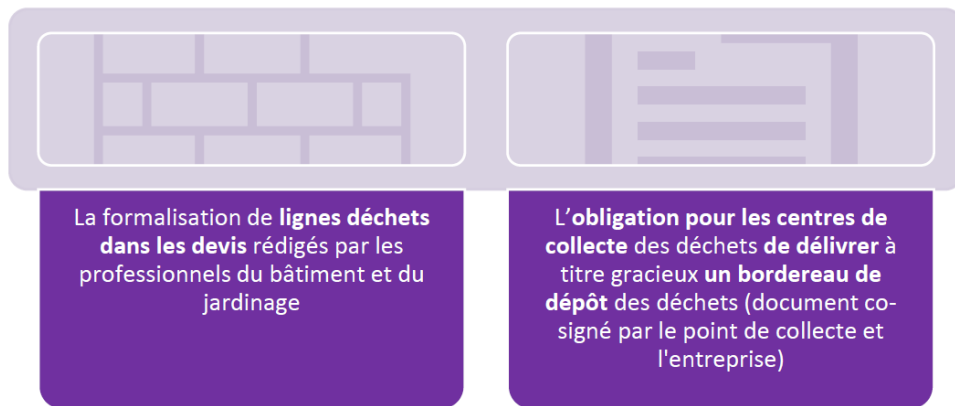 La formalisation de lignes déchets
dans les devis rédigés par les
professionnels du bâtiment et du
jardinage
L'obligation pour les centres de
collecte des déchets de délivrer à
titre gracieux un bordereau de
dépôt des déchets (document co-
signé par le point de collecte et
l'entreprise)